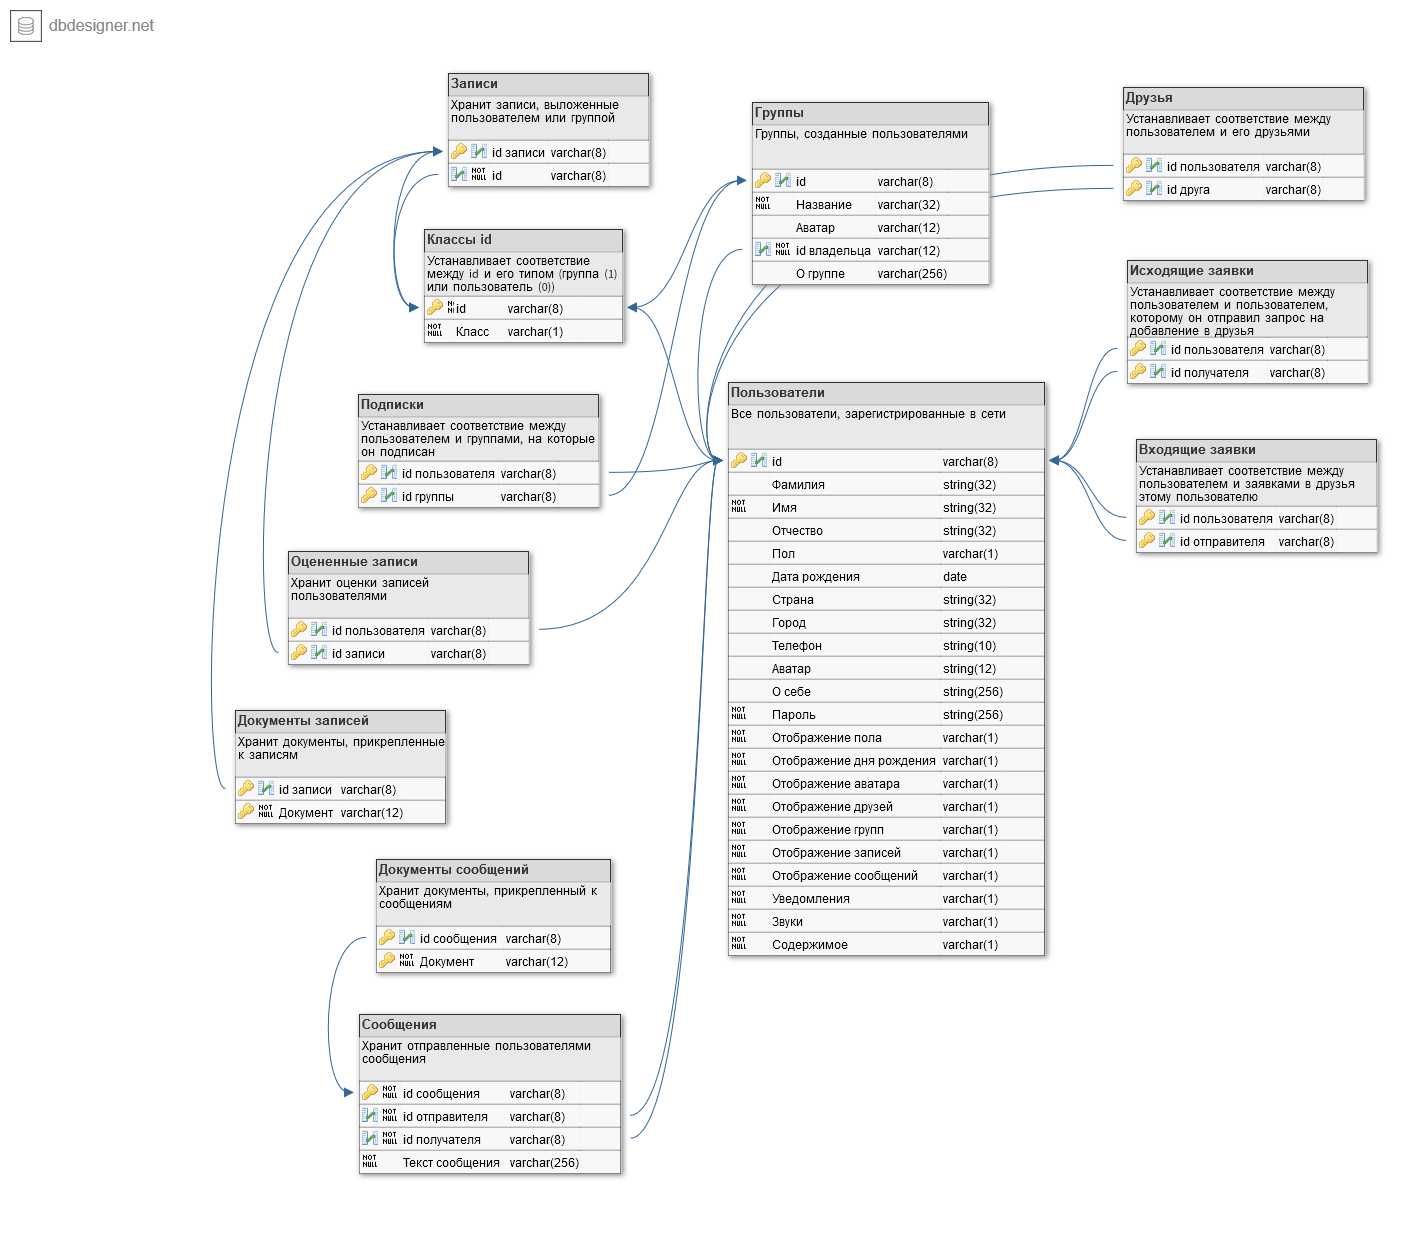 dbdesigner.net
Записи
Хранит записи, выложенные
пользователем или группой
id записи varchar(8)
NOT NULL id varchar(8)
Классы id
Устанавливает соответствие
между id и его типом (группа (1)
или пользователь (0))
id varchar(8)
NOT NULL Класс varchar(1)
Подписки
Устанавливает соответствие между
пользователем и группами, на которые
он подписан
id пользователя varchar(8)
id группы varchar(8)
Оцененные записи
Хранит оценки записей
пользователями
id пользователя varchar(8)
id записи varchar(8)
Документы записей
Хранит документы, прикрепленные
к записям
id записи varchar(8)
NOT NULL Документ varchar(12)
Документы сообщений
Хранит документы, прикрепленный к
сообщениям
id сообщения varchar(8)
NOT NULL Документ varchar(12)
Сообщения
Хранит отправленные пользователями
сообщения
NOT NULL id сообщения varchar(8)
NOT NULL id отправителя varchar(8)
NOT NULL id получателя varchar(8)
NOT NULL Текст сообщения varchar(256)
Группы
Группы, созданные пользователями
id varchar(8)
NOT NULL Название varchar(32)
Аватар varchar(12)
NOT NULL id владельца varchar(12)
О группе varchar(256)
Пользователи
Все пользователи, зарегистрированные в сети
id varchar(8)
Фамилия string(32)
NOT NULL Имя string(32)
Отчество string(32)
Пол varchar(1)
Дата рождения date
Страна string(32)
Город string(32)
Телефон string(10)
Аватар string(12)
О себе string(256)
NOT NULL Пароль string(256)
NOT NULL Отображение пола varchar(1)
NOT NULL Отображение дня рождения varchar(1)
NOT NULL Отображение аватара varchar(1)
NOT NULL Отображение друзей varchar(1)
NOT NULL Отображение групп varchar(1)
NOT NULL Отображение записей varchar(1)
NOT NULL Отображение сообщений varchar(1)
NOT NULL Уведомления varchar(1)
NOT NULL Звуки varchar(1)
NOT NULL Содержимое varchar(1)
Друзья
Устанавливает соответствие между
пользователем и его друзьями
id пользователя varchar(8)
id друга varchar(8)
Исходящие заявки
Устанавливает соответствие между
пользователем и пользователем,
которому он отправил запрос на
добавление в друзья
id пользователя varchar(8)
id получателя varchar(8)
Входящие заявки
Устанавливает соответствие между
пользователем и заявками в друзья
этому пользователю
id пользователя varchar(8)
id отправителя varchar(8)